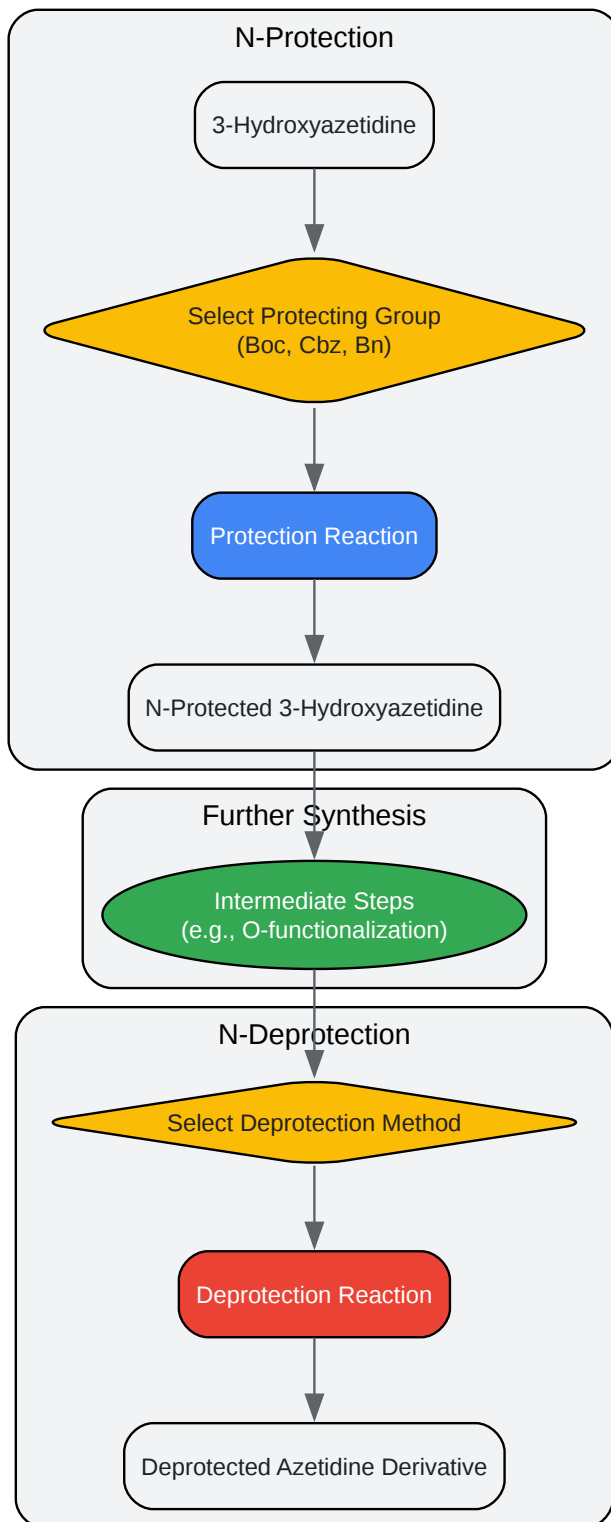 N-Protection
3-Hydroxyazetidine
Select Protecting Group
(Boc, Cbz, Bn)
Protection Reaction
N-Protected 3-Hydroxyazetidine
Further Synthesis
Intermediate Steps
(e.g., O-functionalization)
N-Deprotection
Select Deprotection Method
Deprotection Reaction
Deprotected Azetidine Derivative